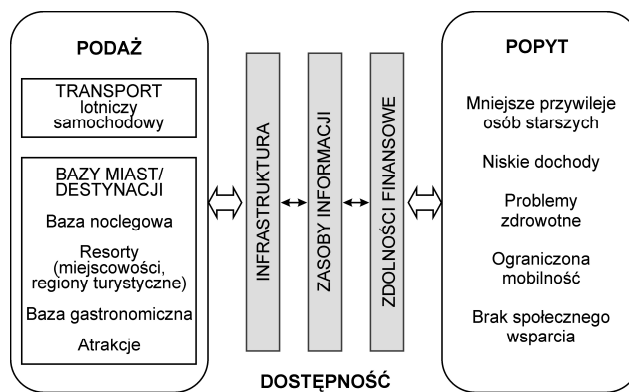 PODAŻ
TRANSPORT
lotniczy
samochodowy
BAZY MIAST/
DESTYNACJI
Baza noclegowa
Resorty
(miejscowości,
regiony turystyczne)
Baza gastronomiczna
Atrakcje
INFRASTRUKTURA
ZASOBY INFORMACJI
ZDOLNOŚCI FINANSOWE
DOSTĘPNOŚĆ
POPYT
Mniejsze przywileje
osób starszych
Niskie dochody
Problemy
zdrowotne
Ograniczona
mobilność
Brak społecznego
wsparcia